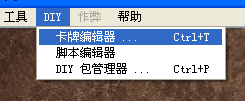 工具 DIY 作弊 帮助
卡牌编辑器 ... Ctrl+T
脚本编辑器
DIY 包管理器 ... Ctrl+P